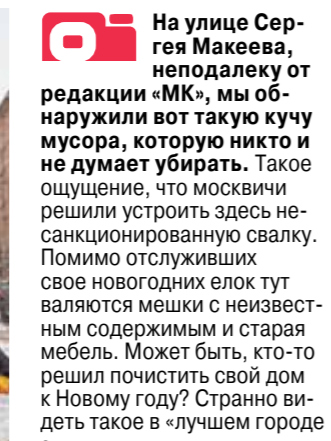 На улице Сер-
гея Макеева,
неподалеку от
редакции «МК», мы об-
наружили вот такую кучу
мусора, которую никто и
не думает убирать. Такое
ощущение, что москвичи
решили устроить здесь не-
санкционированную свалку.
Помимо отслуживших
свое новогодних елок тут
валяются мешки с неизвест-
ным содержимым и старая
мебель. Может быть, кто-то
решил почистить свой дом
к Новому году? Странно ви-
деть такое в «лучшем городе